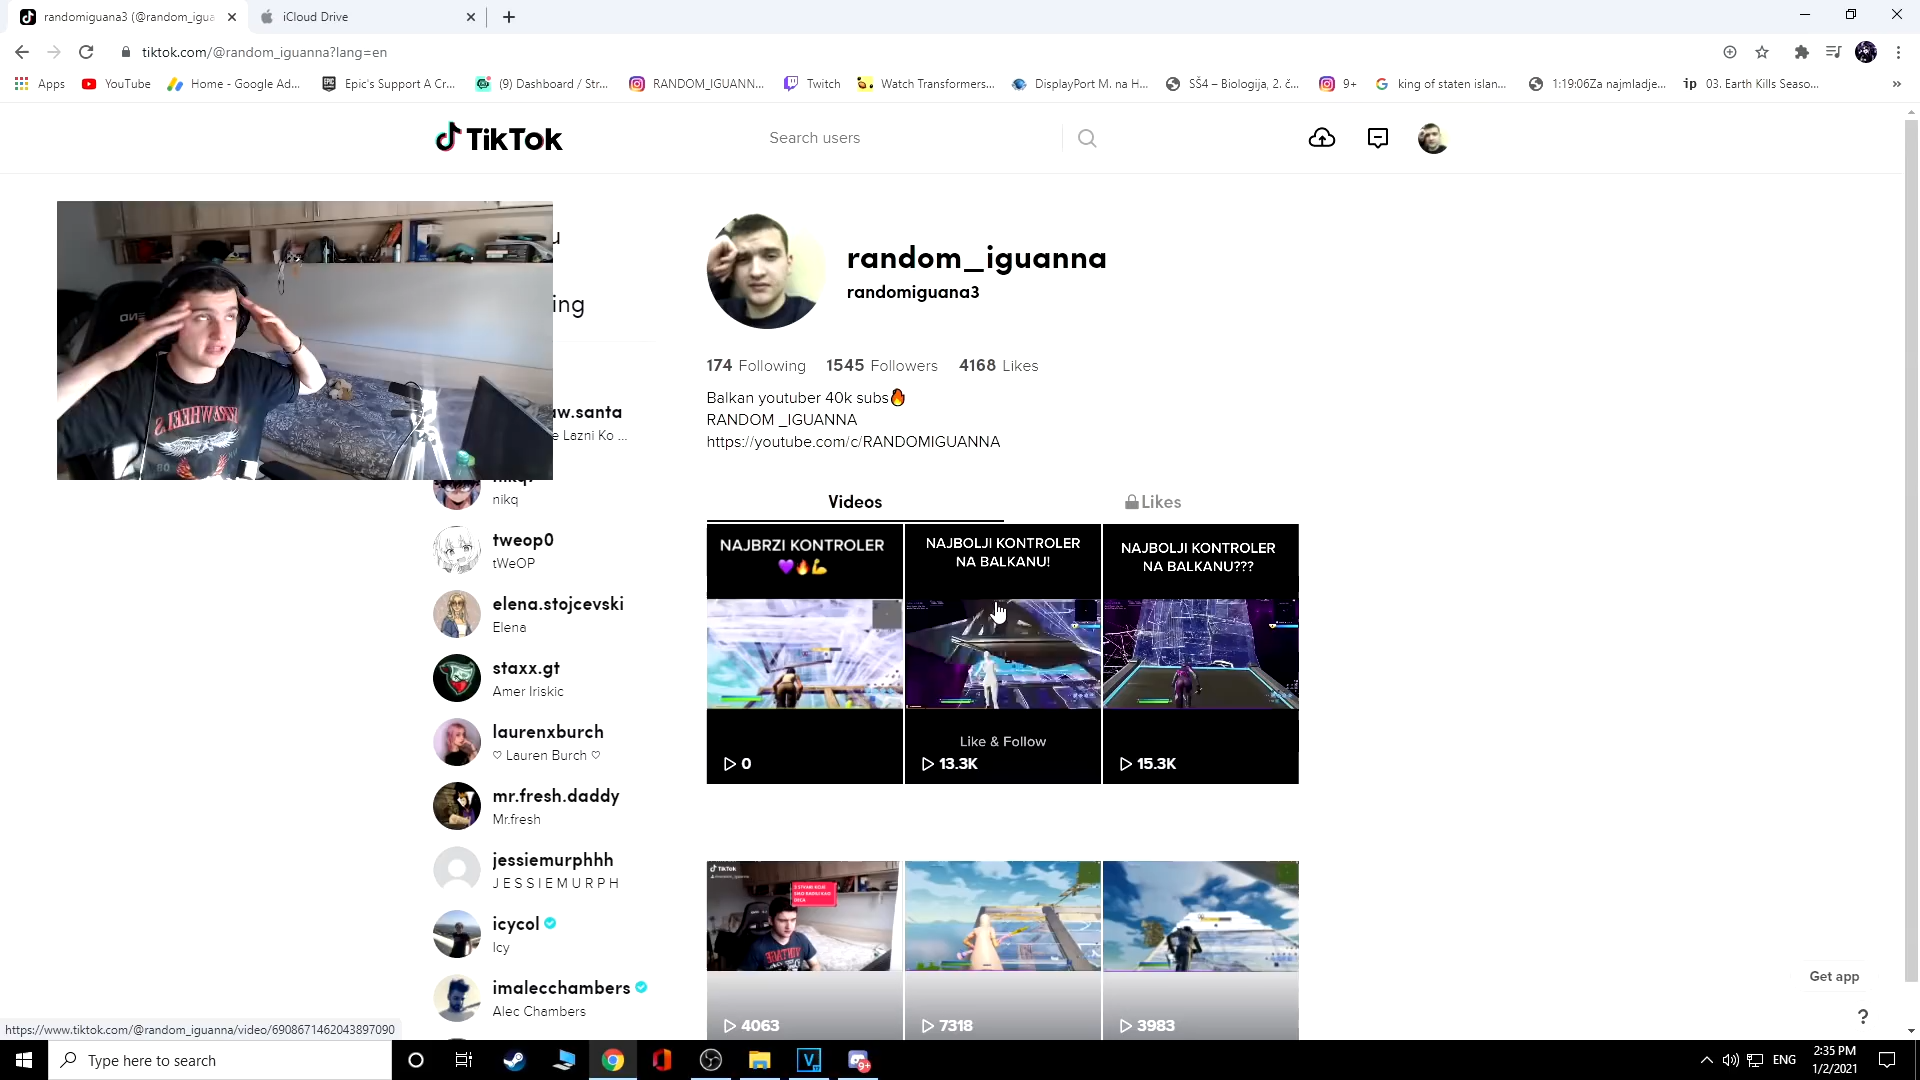 randomiguana3 (@random_igua
iCloud Drive
tiktok.com/@random_iguanna?lang=en
Apps
YouTube
Home - Google Ad...
Epic's Support A Cr...
(9) Dashboard / Str...
RANDOM_IGUANN...
Twitch
Watch Transformers...
DisplayPort M. na H...
SŠ4 – Biologija, 2. č...
9+
king of staten islan...
1:19:06Za najmladje...
ip 03. Earth Kills Seaso...
»
TikTok
Search users
u
ing
random_iguanna
randomiguana3
174 Following 1545 Followers 4168 Likes
Balkan youtuber 40k subs🔥
RANDOM _IGUANNA
https://youtube.com/c/RANDOMIGUANNA
aw.santa
e Lazni Ko ...
nikq
tweop0
tWeOP
elena.stojcevski
Elena
staxx.gt
Amer Iriskic
laurenxburch
♡ Lauren Burch ♡
mr.fresh.daddy
Mr.fresh
jessiemurphhh
J E S S I E M U R P H
icycol
Icy
imalecchambers
Alec Chambers
Videos
Likes
NAJBRZI KONTROLER
💜🔥💪
0
NAJBOLJI KONTROLER
NA BALKANU!
Like & Follow
13.3K
NAJBOLJI KONTROLER
NA BALKANU???
15.3K
TikTok
4063
7318
3983
Get app
?
https://www.tiktok.com/@random_iguanna/video/6908671462043897090
Type here to search
V
9+
ENG
2:35 PM
1/2/2021